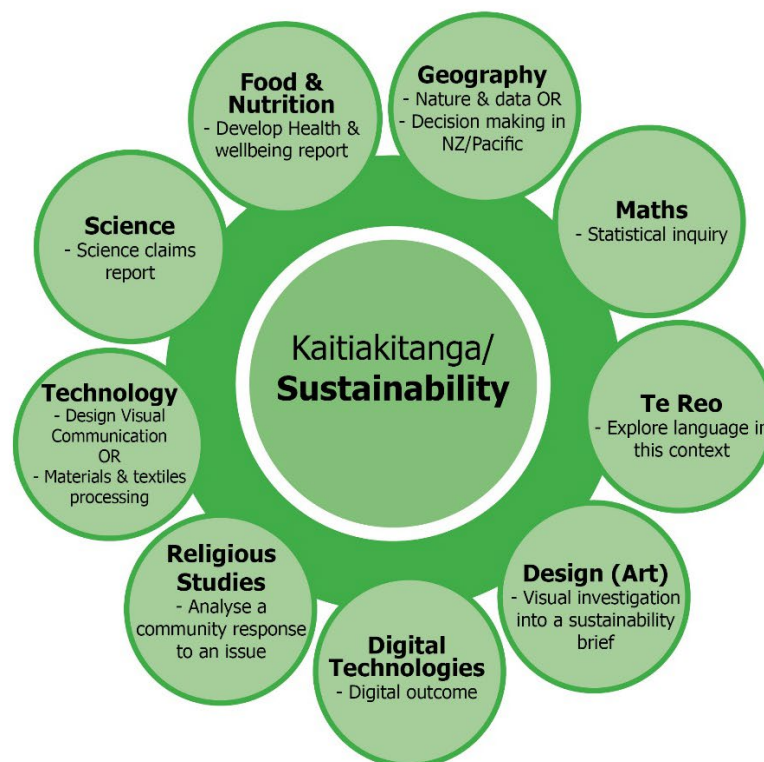 Kaitiakitanga/
Sustainability
Food &
Nutrition
- Develop Health &
wellbeing report
Geography
- Nature & data OR
- Decision making in
NZ/Pacific
Maths
- Statistical inquiry
Te Reo
- Explore language in
this context
Design (Art)
- Visual investigation
into a sustainability
brief
Digital
Technologies
- Digital outcome
Religious
Studies
- Analyse a
community response
to an issue
Technology
- Design Visual
Communication
OR
- Materials & textiles
processing
Science
- Science claims
report